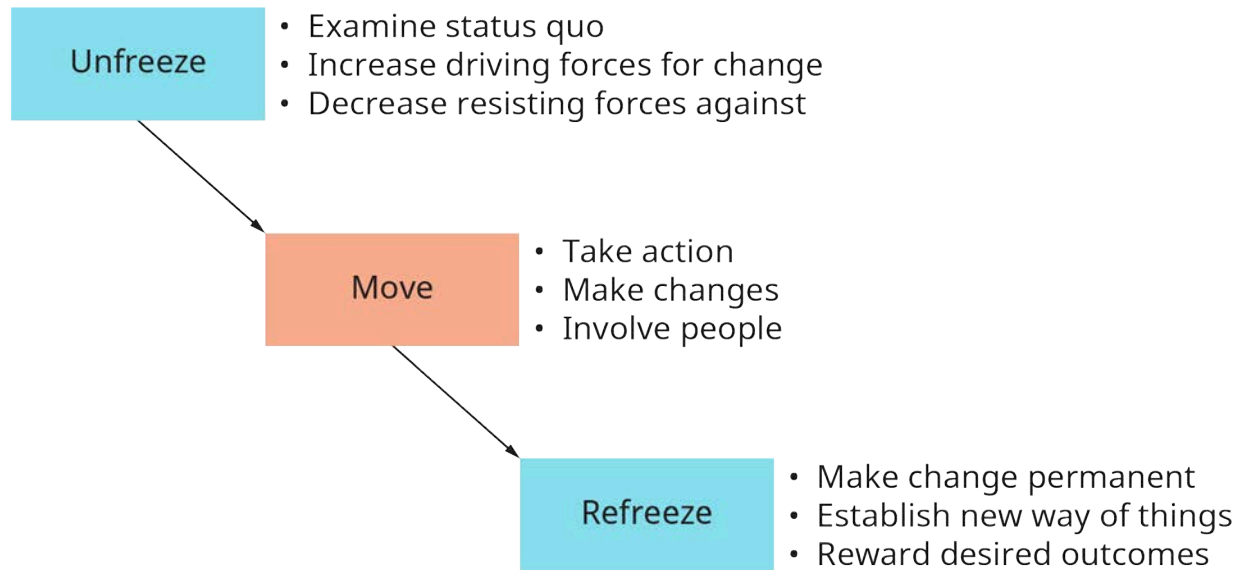 Unfreeze
• Examine status quo
• Increase driving forces for change
• Decrease resisting forces against
Move
• Take action
• Make changes
• Involve people
Refreeze
• Make change permanent
• Establish new way of things
• Reward desired outcomes